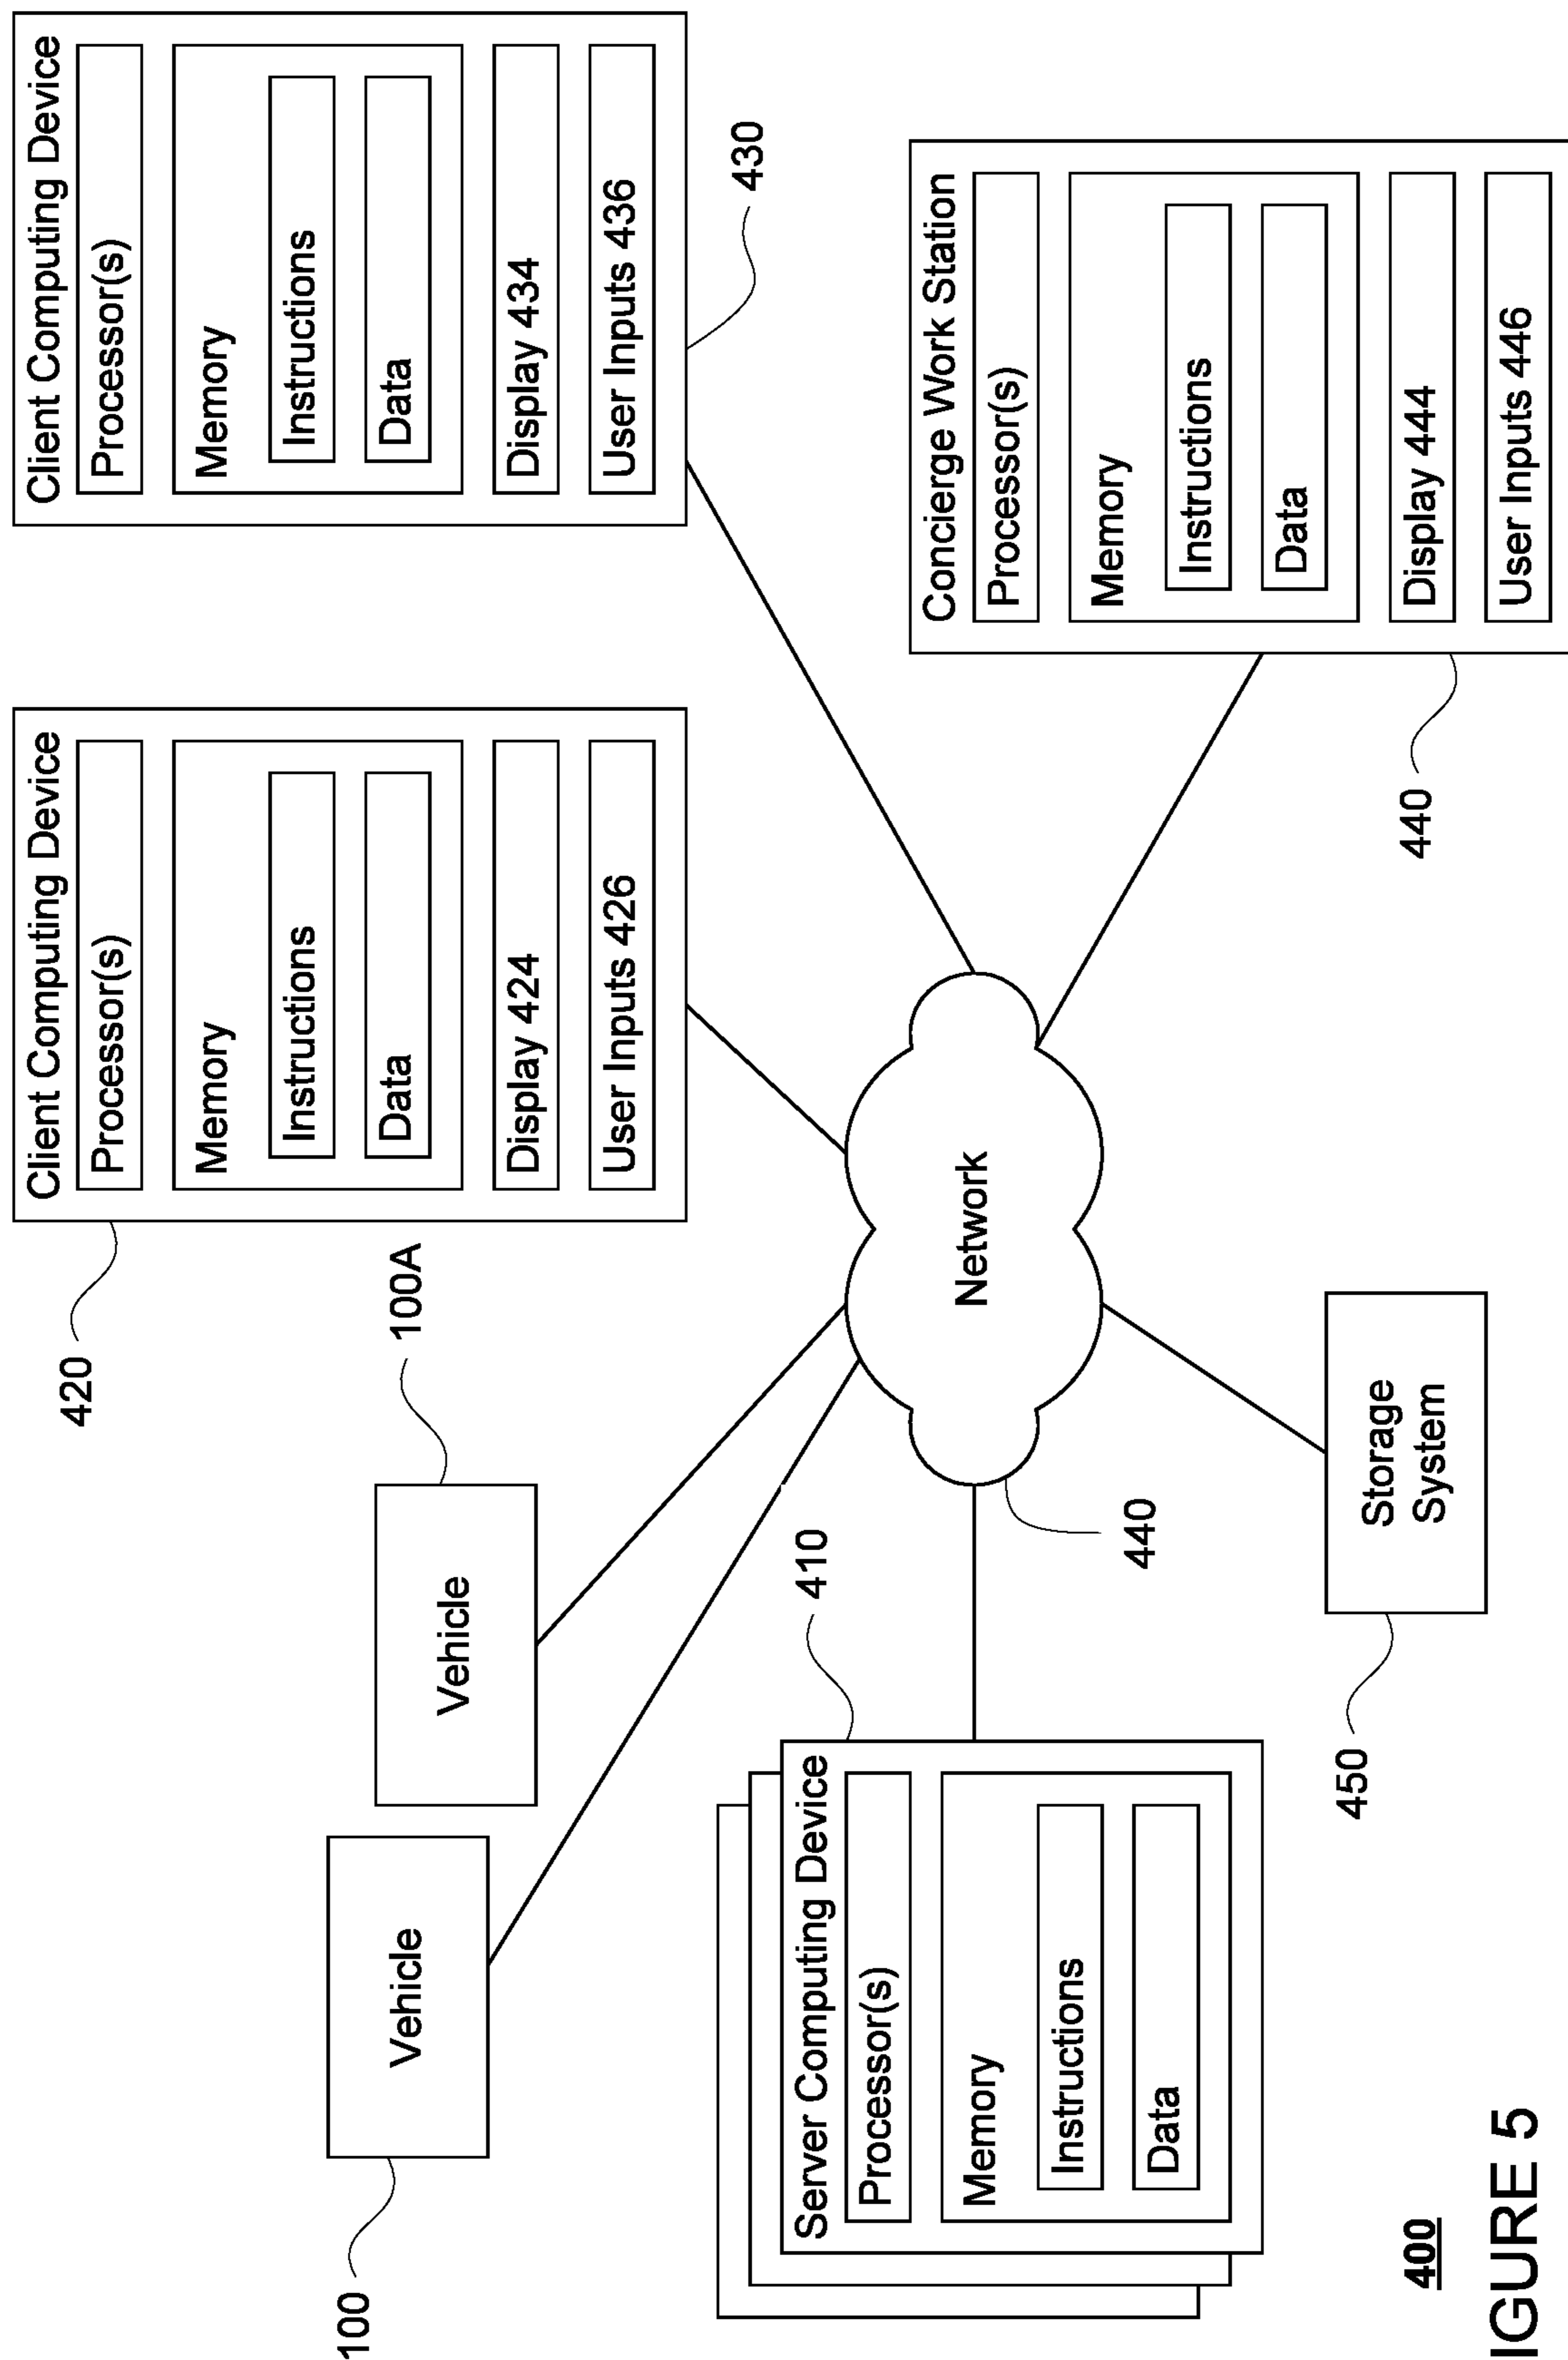 Client Computing Device
Processor(s)
Memory
Instructions
Data
Display 424
User Inputs 426
420
Client Computing Device
Processor(s)
Memory
Instructions
Data
Display 434
User Inputs 436
430
Vehicle
100
Vehicle
100A
Server Computing Device
Processor(s)
Memory
Instructions
Data
410
Network
440
Concierge Work Station
Processor(s)
Memory
Instructions
Data
Display 444
User Inputs 446
440
Storage
System
450
400
IGURE 5